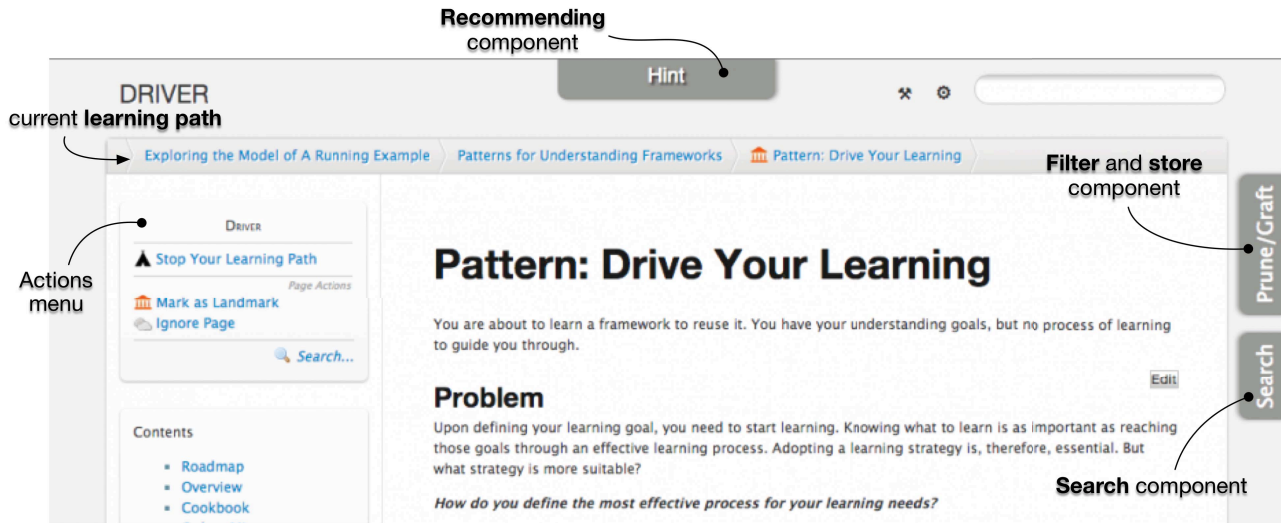 Recommending
component
Hint
DRIVER
current learning path
Exploring the Model of A Running Example
Patterns for Understanding Frameworks
Pattern: Drive Your Learning
Filter and store
component
Prune/Graft
Search
Search component
Actions
menu
DRIVER
Stop Your Learning Path
Page Actions
Mark as Landmark
Ignore Page
Search...
Contents
Roadmap
Overview
Cookbook
Pattern: Drive Your Learning
You are about to learn a framework to reuse it. You have your understanding goals, but no process of learning
to guide you through.
Edit
Problem
Upon defining your learning goal, you need to start learning. Knowing what to learn is as important as reaching
those goals through an effective learning process. Adopting a learning strategy is, therefore, essential. But
what strategy is more suitable?
How do you define the most effective process for your learning needs?